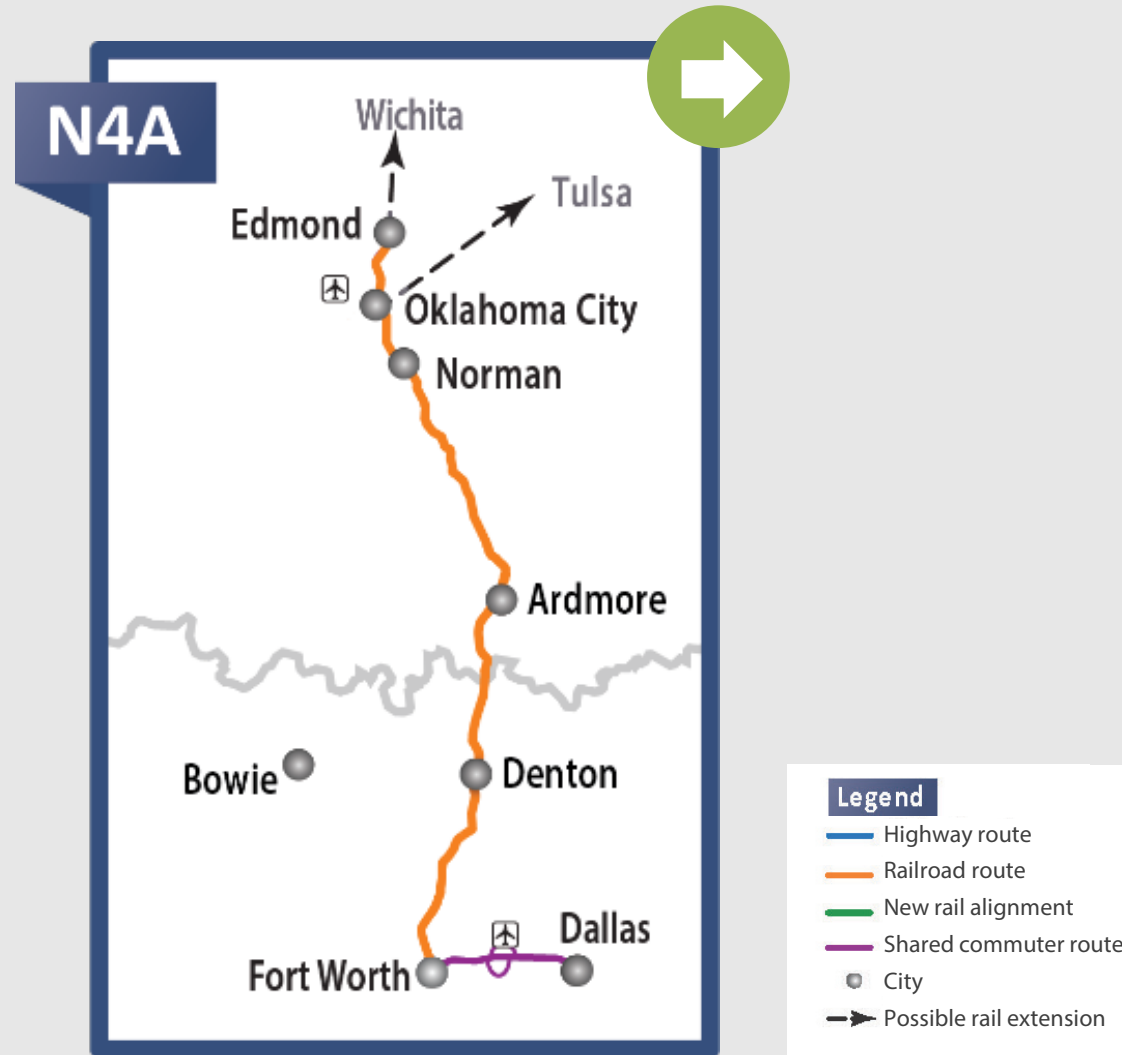 N4A
Wichita
Tulsa
Edmond
Oklahoma City
Norman
Ardmore
Bowie
Denton
Dallas
Fort Worth
Legend
Highway route
Railroad route
New rail alignment
Shared commuter route
City
Possible rail extension